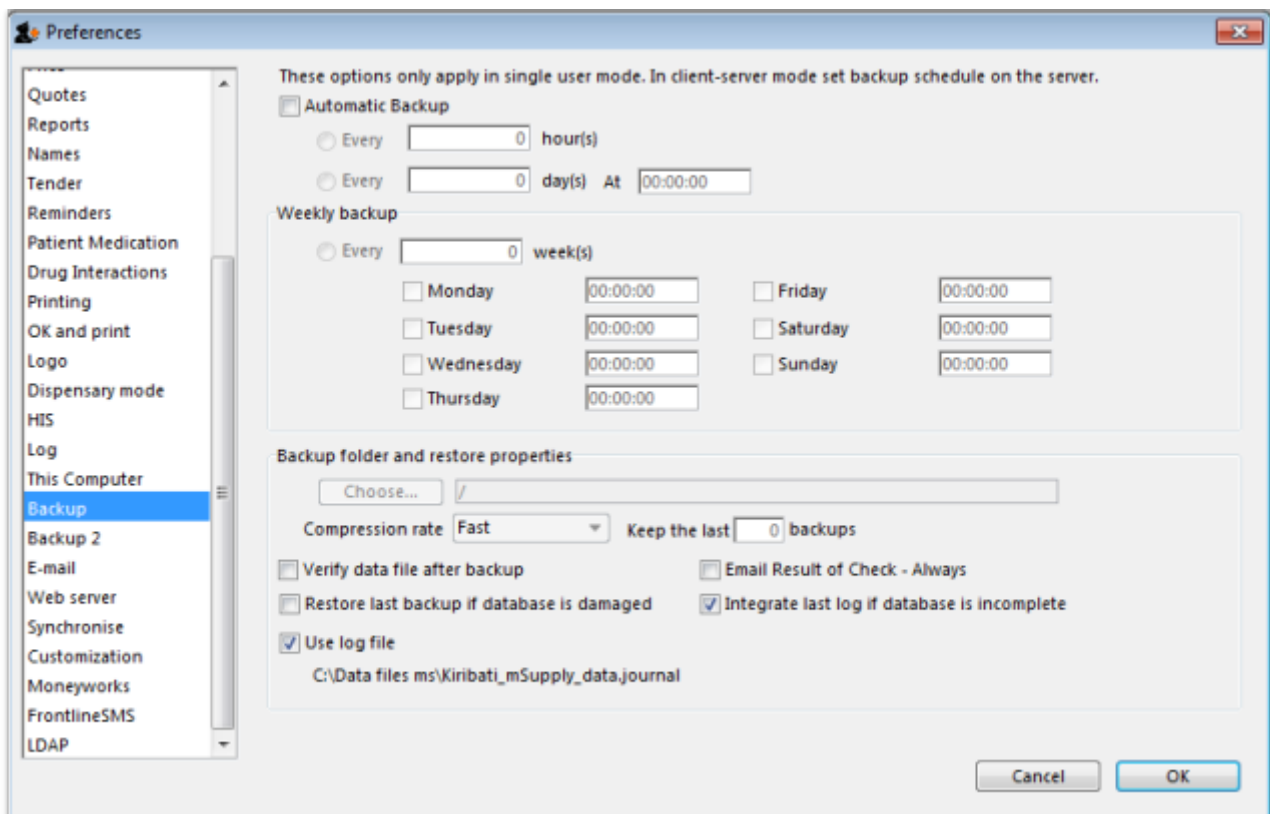 Preferences
Quotes
Reports
Names
Tender
Reminders
Patient Medication
Drug Interactions
Printing
OK and print
Logo
Dispensary mode
HIS
Log
This Computer
Backup
Backup 2
E-mail
Web server
Synchronise
Customization
Moneyworks
FrontlineSMS
LDAP
These options only apply in single user mode. In client-server mode set backup schedule on the server.
Automatic Backup
Every 0 hour(s)
Every 0 day(s) At 00:00:00
Weekly backup
Every 0 week(s)
Monday 00:00:00 Friday 00:00:00
Tuesday 00:00:00 Saturday 00:00:00
Wednesday 00:00:00 Sunday 00:00:00
Thursday 00:00:00
Backup folder and restore properties
Choose... /
Compression rate Fast Keep the last 0 backups
Verify data file after backup Email Result of Check - Always
Restore last backup if database is damaged Integrate last log if database is incomplete
Use log file
C:\Data files ms\Kiribati_mSupply_data.journal
Cancel OK